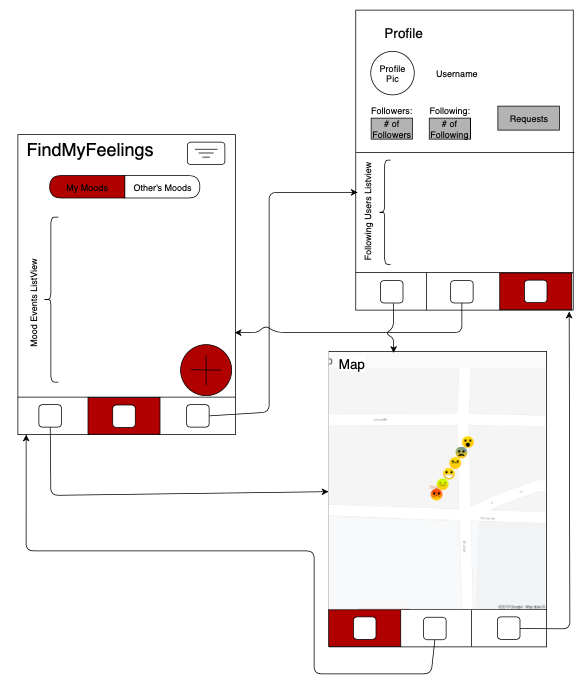 Profile
Profile
Pic
Username
Followers:
Following:
# of
Followers
# of
Following
Requests
Following Users Listview
FindMyFeelings
My Moods
Other's Moods
Mood Events ListView
Map